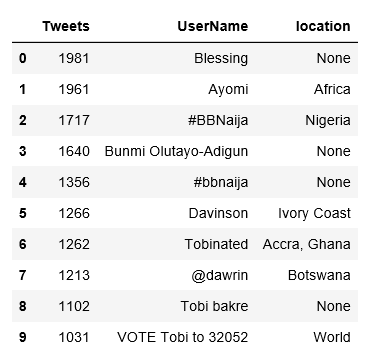 Tweets UserName location
0 1981 Blessing None
1 1961 Ayomi Africa
2 1717 #BBNaija Nigeria
3 1640 Bunmi Olutayo-Adigun None
4 1356 #bbnaija None
5 1266 Davinson Ivory Coast
6 1262 Tobinated Accra, Ghana
7 1213 @dawrin Botswana
8 1102 Tobi bakre None
9 1031 VOTE Tobi to 32052 World